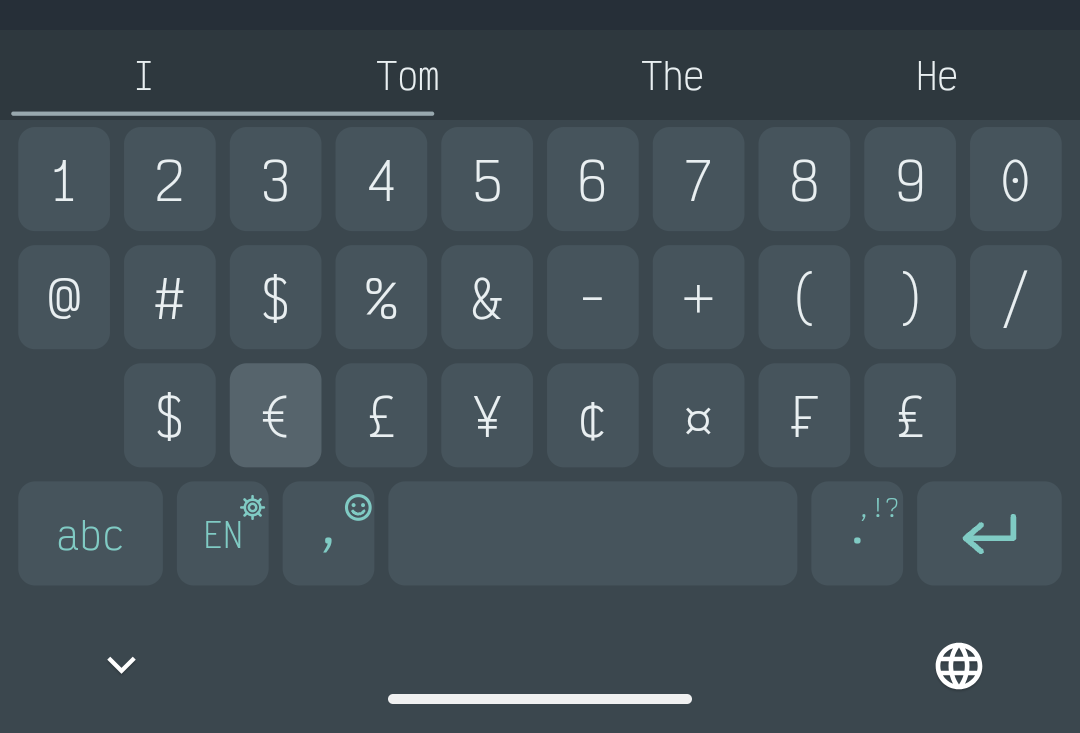 I Tom The He
1 2 3 4 5 6 7 8 9 0
@ # $ % & - + ( ) /
$ € £ ¥ ¢ ¤ ₣ ₤
abc EN , . ,!?